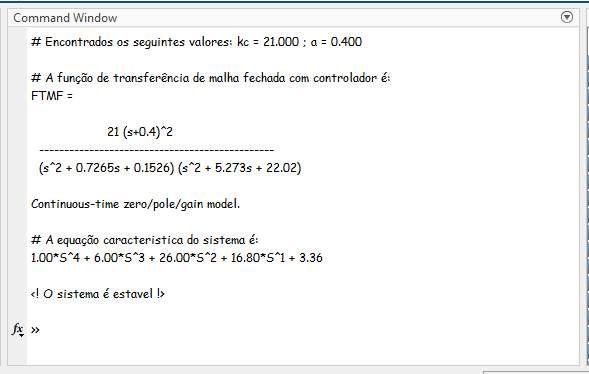 Command Window
# Encontrados os seguintes valores: kc = 21.000 ; a = 0.400
# A função de transferência de malha fechada com controlador é:
FTMF =
21 (s+0.4)^2
-----------------------------------------------
(s^2 + 0.7265s + 0.1526) (s^2 + 5.273s + 22.02)
Continuous-time zero/pole/gain model.
# A equação caracteristica do sistema é:
1.00*S^4 + 6.00*S^3 + 26.00*S^2 + 16.80*S^1 + 3.36
<! O sistema é estavel !>
fx >>